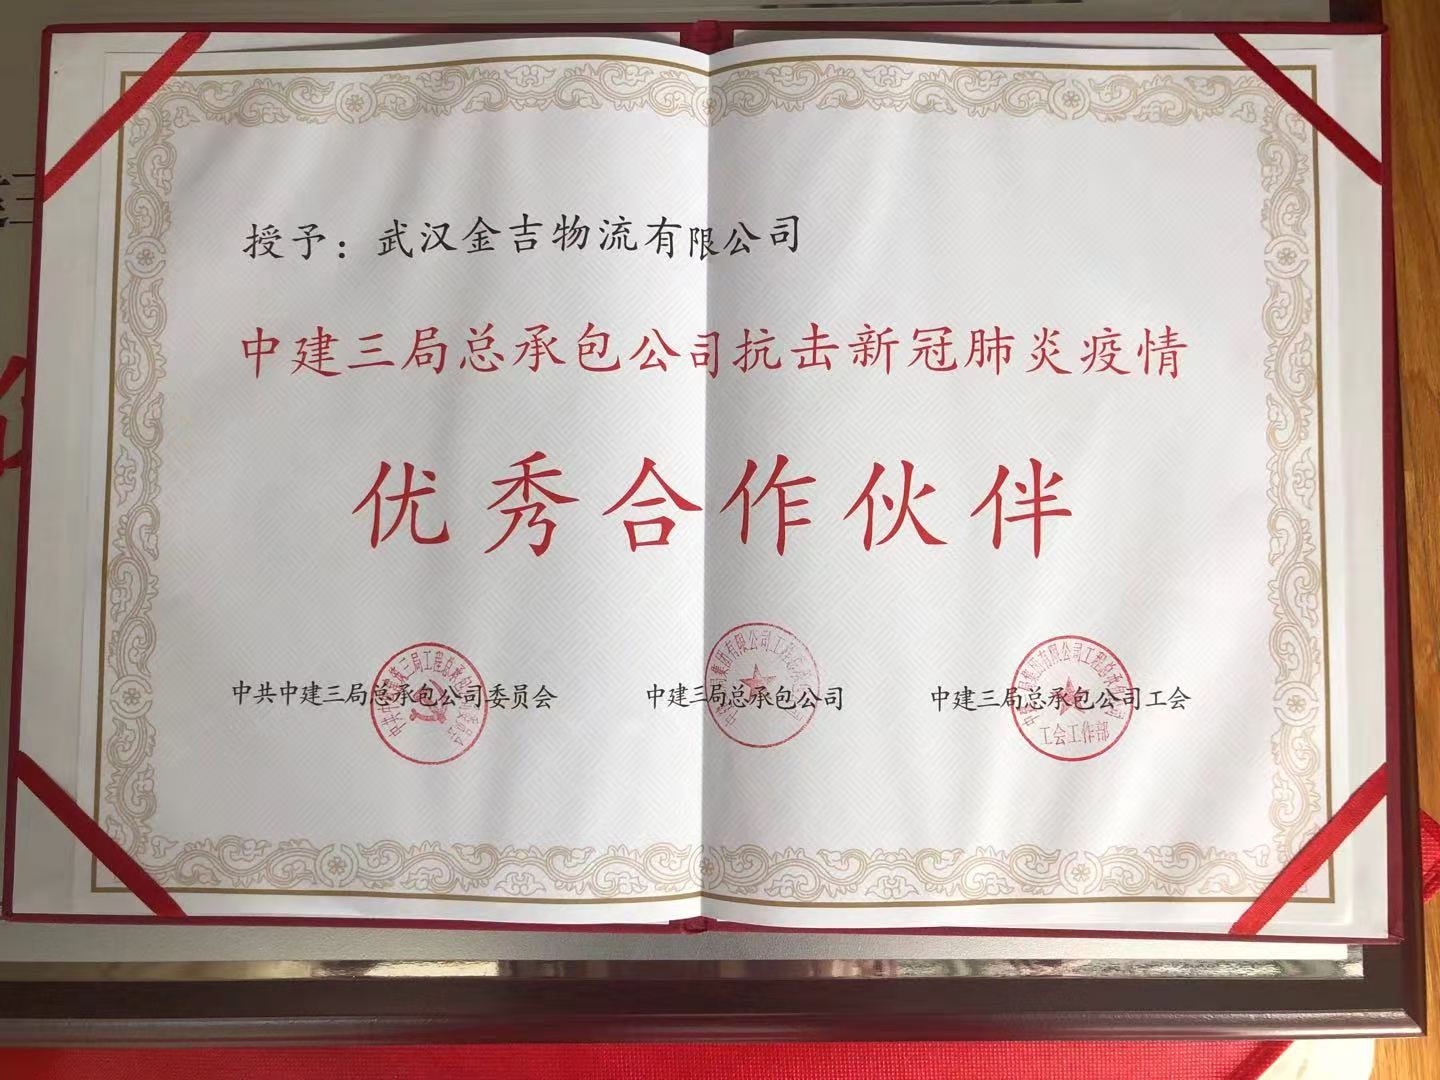 授予：武汉金吉物流有限公司
中建三局总承包公司抗击新冠肺炎疫情
优秀合作伙伴
中共中建三局总承包公司委员会
中建三局总承包公司
中建三局总承包公司工会
工会工作部